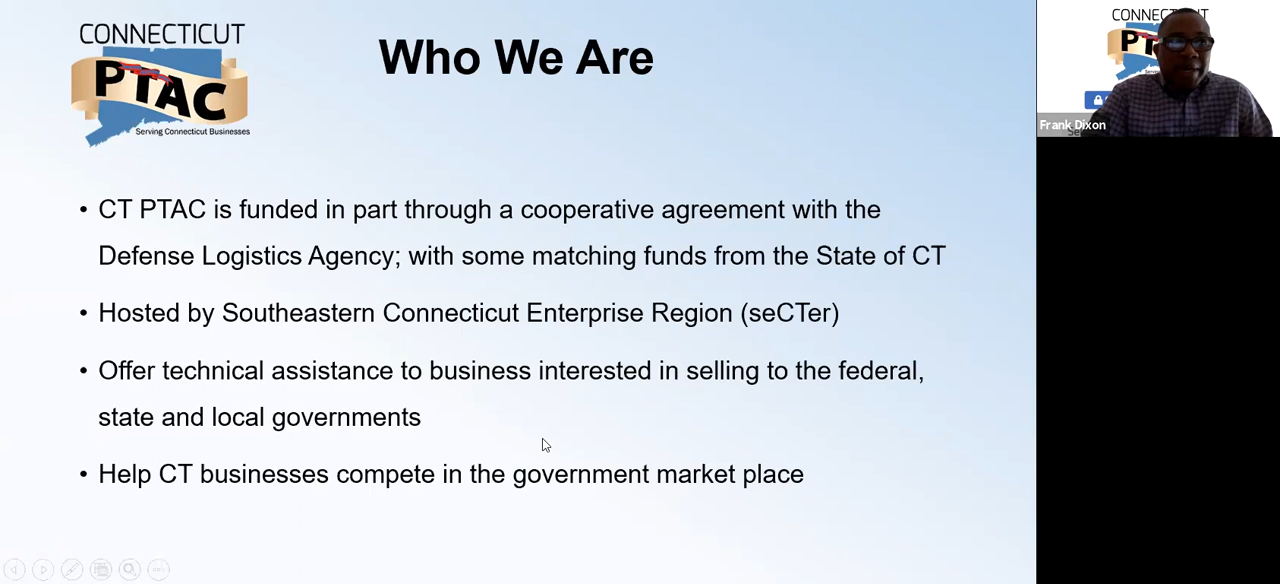 CONNECTICUT
PTAC
Serving Connecticut Businesses
Who We Are
• CT PTAC is funded in part through a cooperative agreement with the
Defense Logistics Agency; with some matching funds from the State of CT
• Hosted by Southeastern Connecticut Enterprise Region (seCTer)
• Offer technical assistance to business interested in selling to the federal,
state and local governments
• Help CT businesses compete in the government market place
Frank Dixon